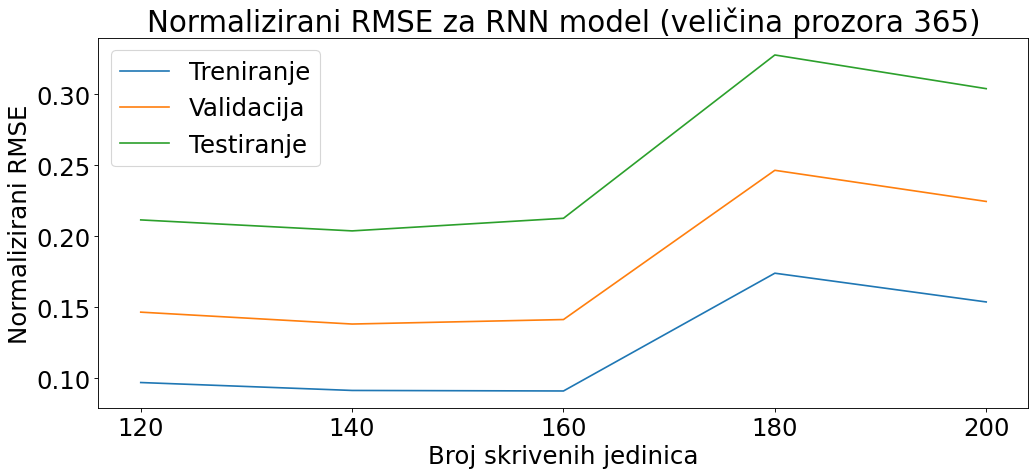 Normalizirani RMSE za RNN model (veličina prozora 365)
Treniranje
Validacija
Testiranje
Normalizirani RMSE
0.30
0.25
0.20
0.15
0.10
120 140 160 180 200
Broj skrivenih jedinica